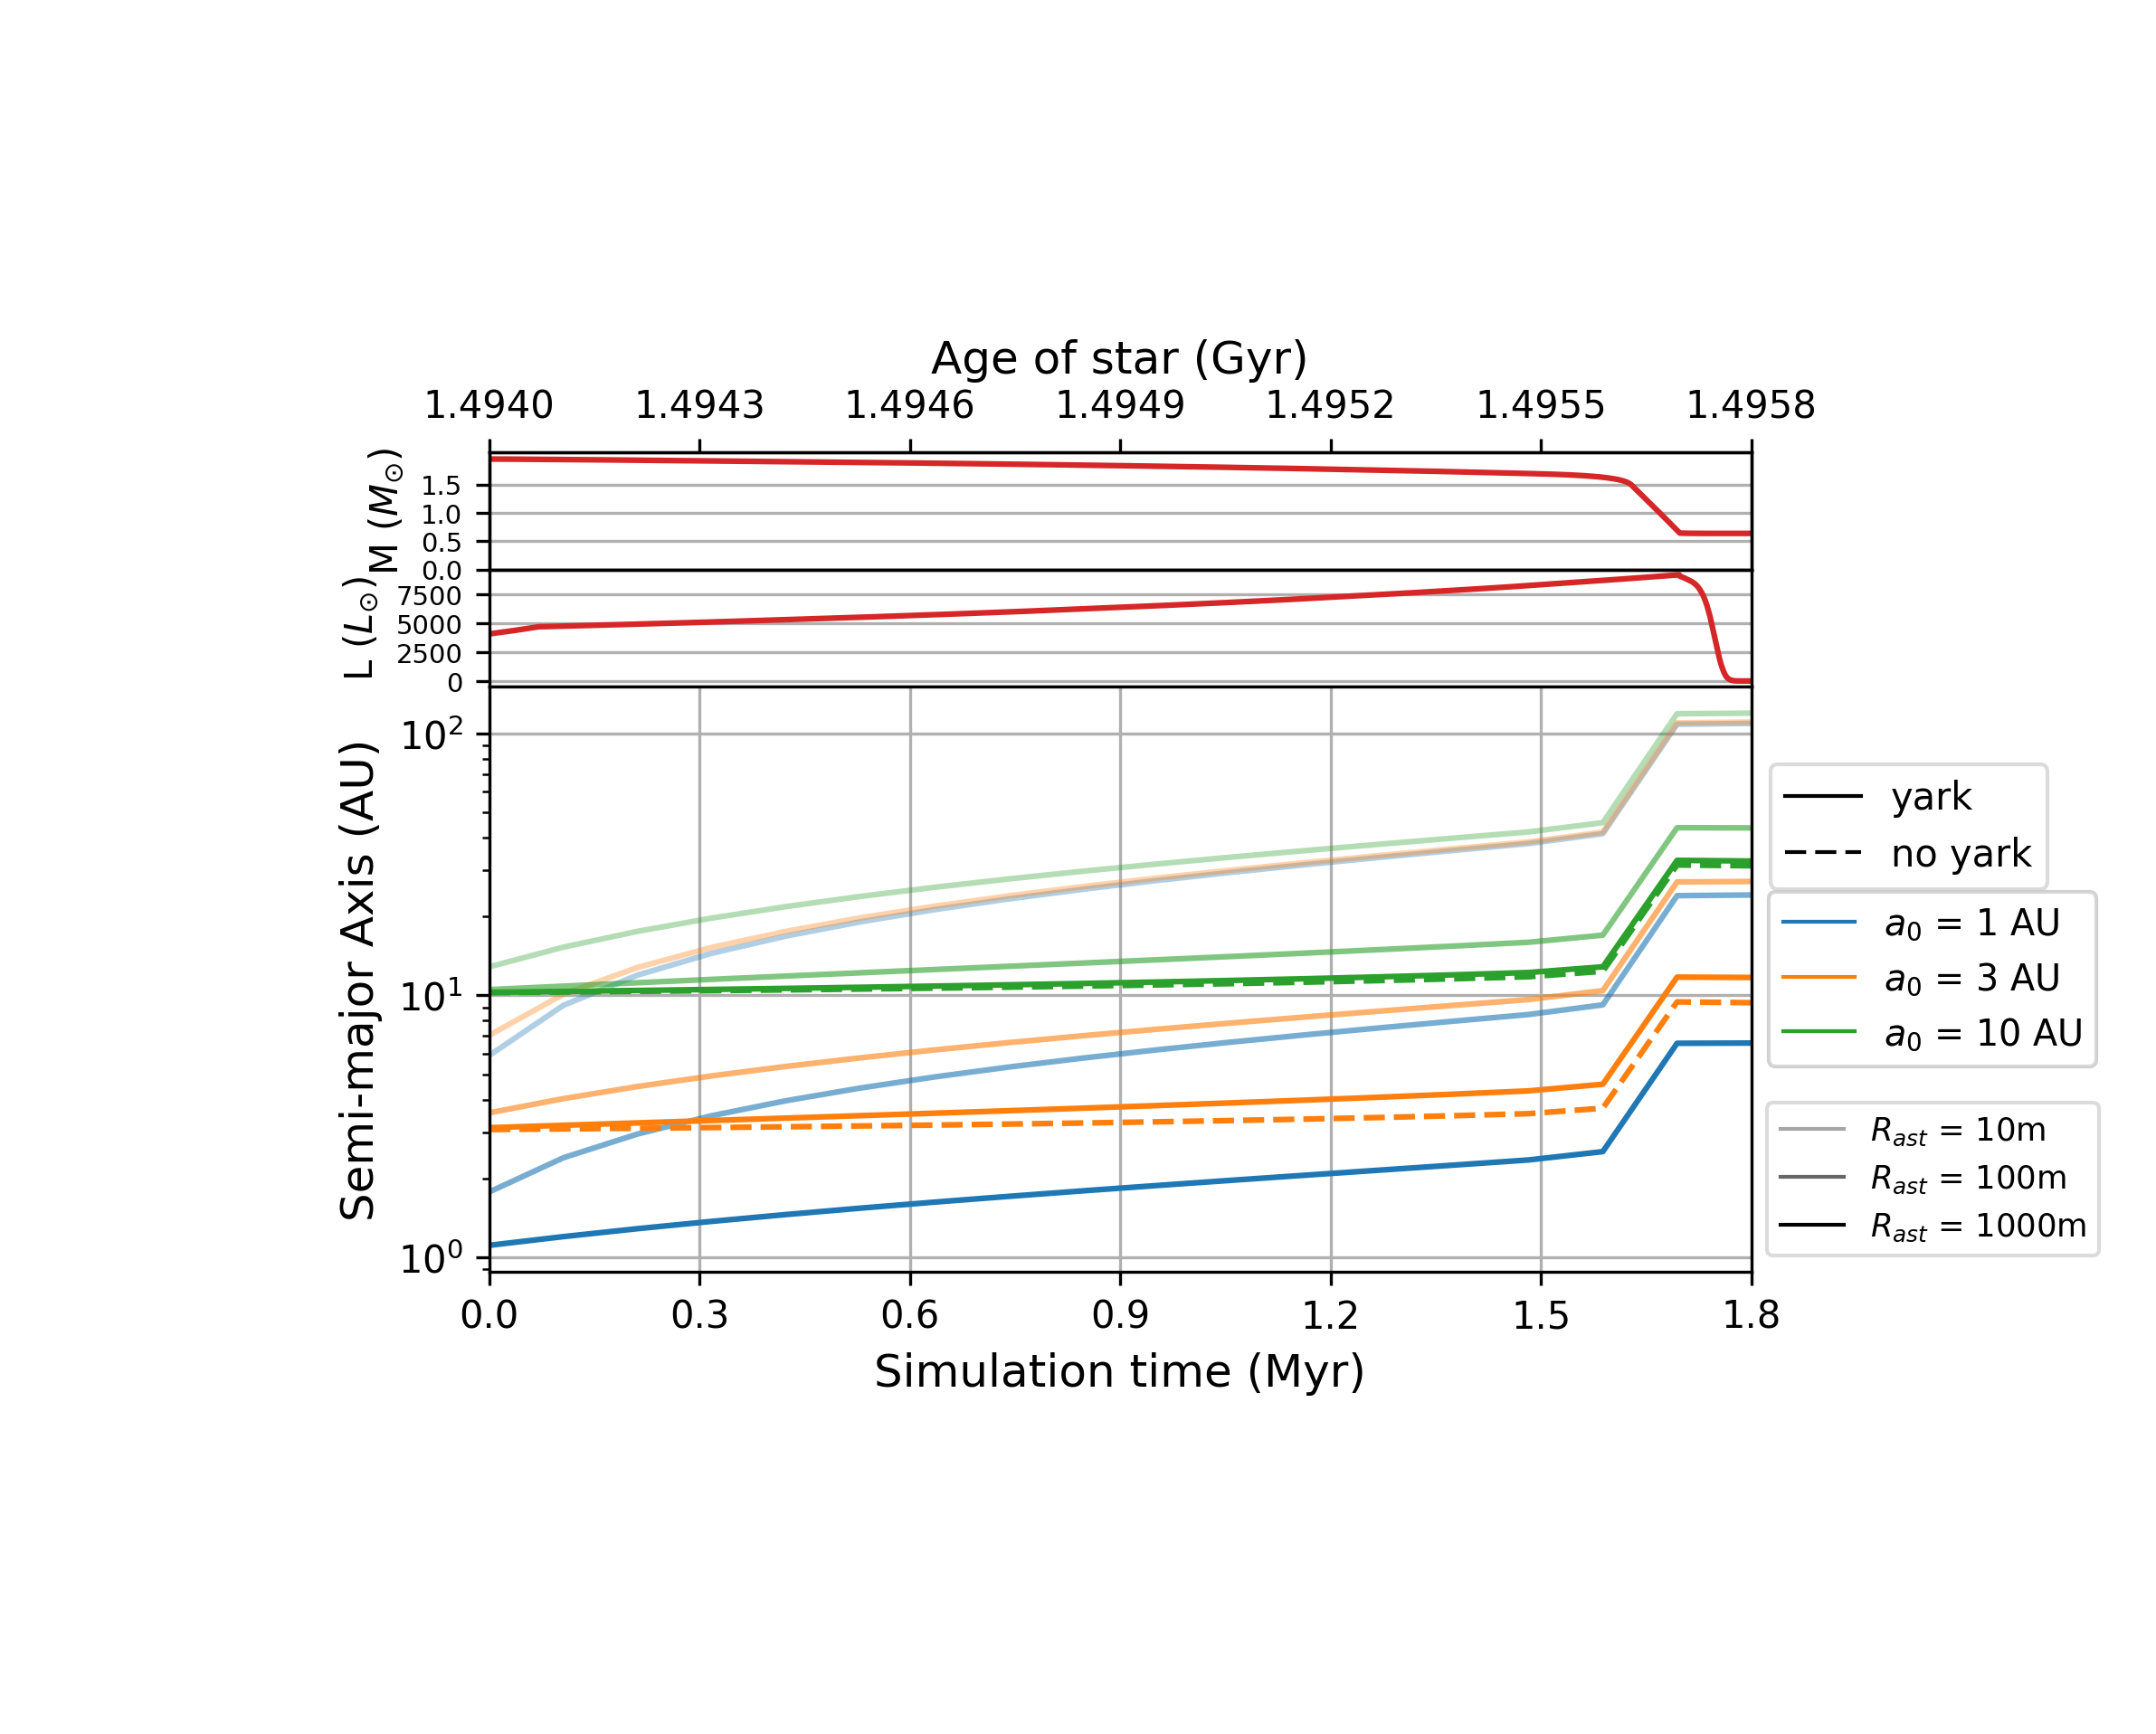 Age of star (Gyr)
1.4940 1.4943 1.4946 1.4949 1.4952 1.4955 1.4958
M (M⊙)
1.5
1.0
0.5
0.0
L (L⊙)
7500
5000
2500
0
Semi-major Axis (AU)
10²
10¹
10⁰
0.0 0.3 0.6 0.9 1.2 1.5 1.8
Simulation time (Myr)
yark
no yark
a₀ = 1 AU
a₀ = 3 AU
a₀ = 10 AU
R_ast = 10m
R_ast = 100m
R_ast = 1000m